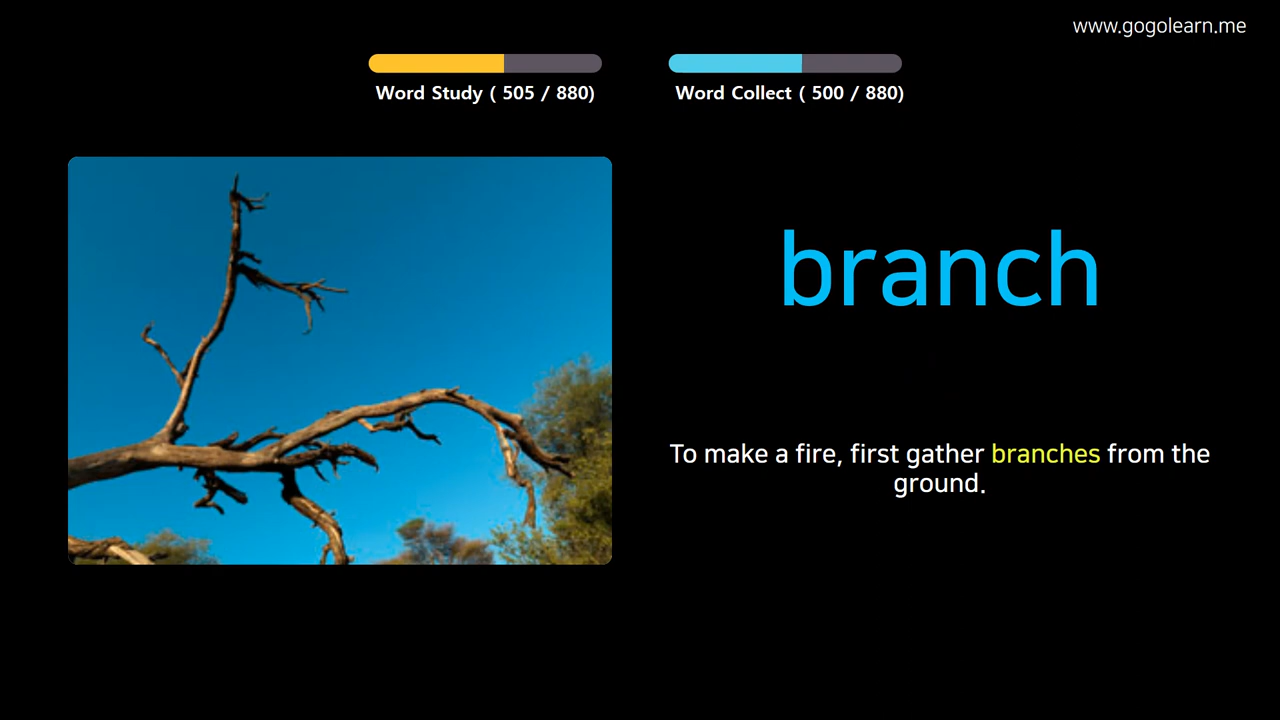 www.gogolearn.me
Word Study ( 505 / 880)
Word Collect ( 500 / 880)
branch
To make a fire, first gather branches from the
ground.